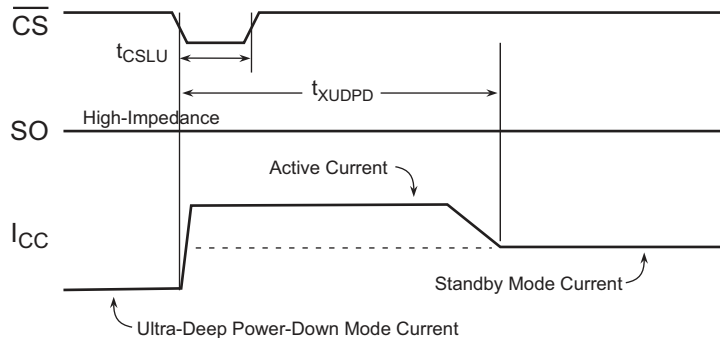 CS
tCSLU
tXUDPD
High-Impedance
SO
Active Current
ICC
Standby Mode Current
Ultra-Deep Power-Down Mode Current